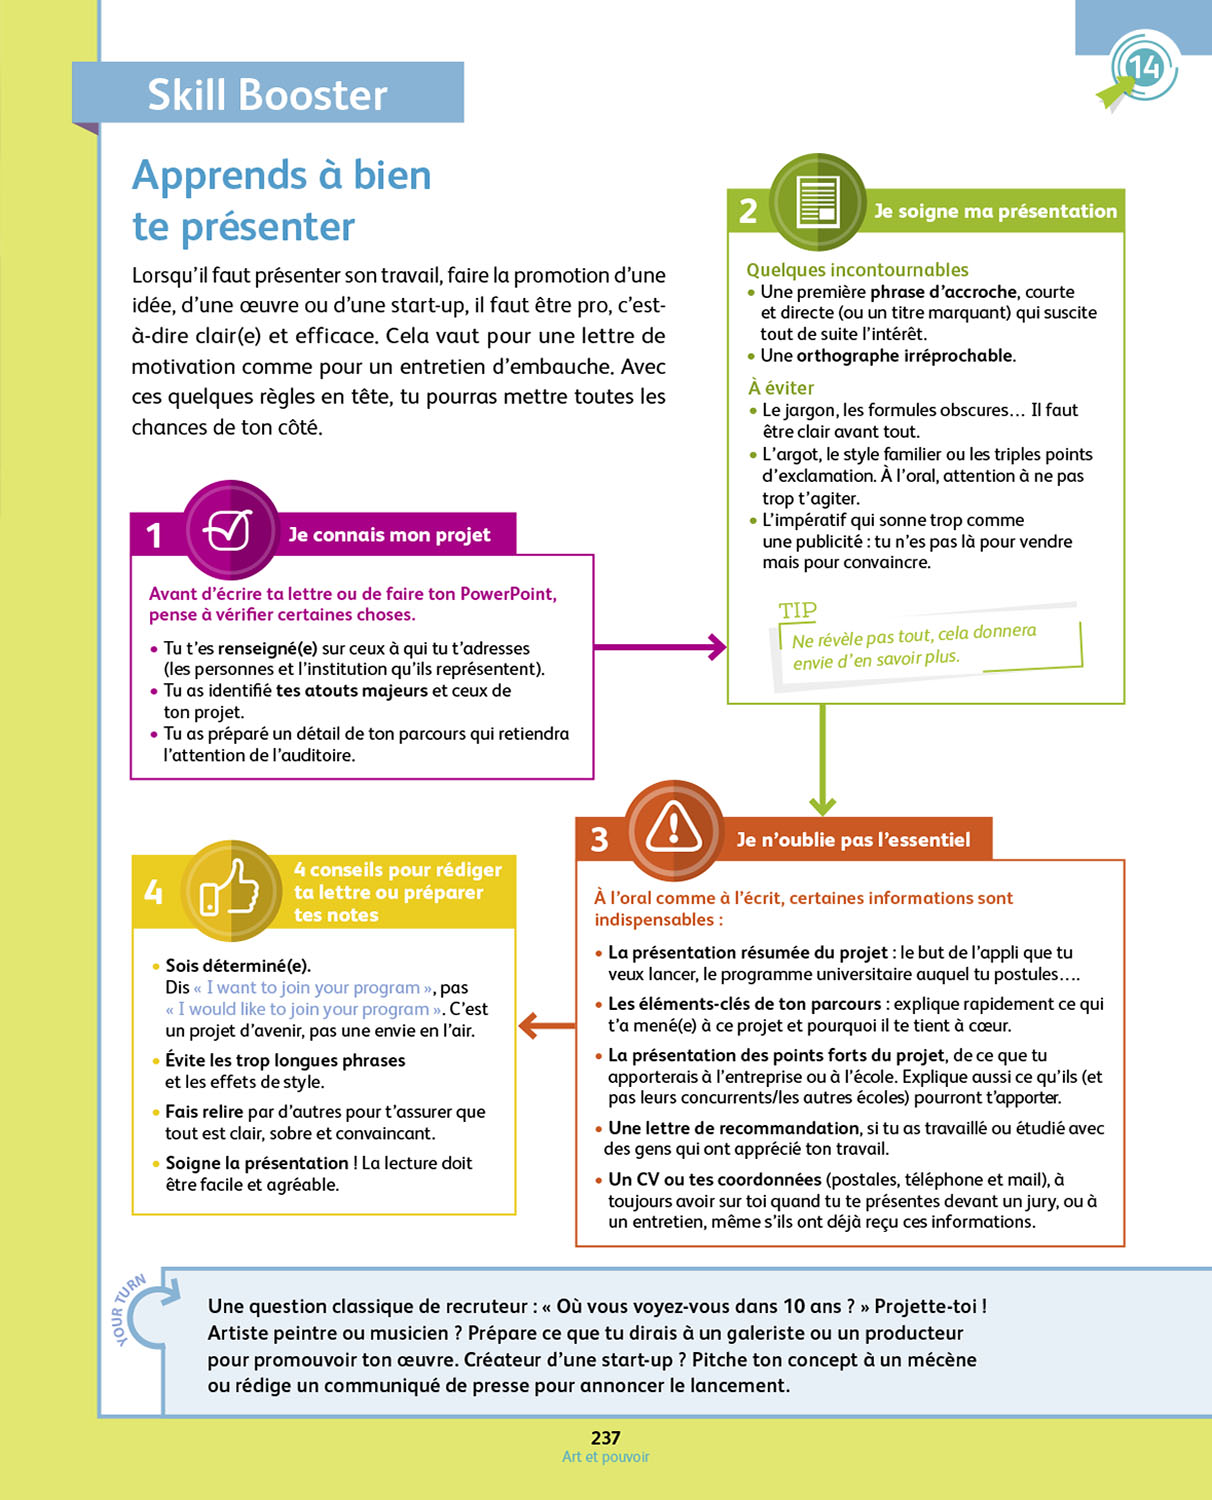 14
Skill Booster
Apprends à bien
te présenter
Lorsqu’il faut présenter son travail, faire la promotion d’une
idée, d’une œuvre ou d’une start-up, il faut être pro, c’est-
à-dire clair(e) et efficace. Cela vaut pour une lettre de
motivation comme pour un entretien d’embauche. Avec
ces quelques règles en tête, tu pourras mettre toutes les
chances de ton côté.
1
Je connais mon projet
Avant d’écrire ta lettre ou de faire ton PowerPoint,
pense à vérifier certaines choses.
• Tu t’es renseigné(e) sur ceux à qui tu t’adresses
(les personnes et l’institution qu’ils représentent).
• Tu as identifié tes atouts majeurs et ceux de
ton projet.
• Tu as préparé un détail de ton parcours qui retiendra
l’attention de l’auditoire.
2
Je soigne ma présentation
Quelques incontournables
• Une première phrase d’accroche, courte
et directe (ou un titre marquant) qui suscite
tout de suite l’intérêt.
• Une orthographe irréprochable.
À éviter
• Le jargon, les formules obscures… Il faut
être clair avant tout.
• L’argot, le style familier ou les triples points
d’exclamation. À l’oral, attention à ne pas
trop t’agiter.
• L’impératif qui sonne trop comme
une publicité : tu n’es pas là pour vendre
mais pour convaincre.
TIP
Ne révèle pas tout, cela donnera
envie d’en savoir plus.
3
Je n’oublie pas l’essentiel
À l’oral comme à l’écrit, certaines informations sont
indispensables :
• La présentation résumée du projet : le but de l’appli que tu
veux lancer, le programme universitaire auquel tu postules….
• Les éléments-clés de ton parcours : explique rapidement ce qui
t’a mené(e) à ce projet et pourquoi il te tient à cœur.
• La présentation des points forts du projet, de ce que tu
apporterais à l’entreprise ou à l’école. Explique aussi ce qu’ils (et
pas leurs concurrents/les autres écoles) pourront t’apporter.
• Une lettre de recommandation, si tu as travaillé ou étudié avec
des gens qui ont apprécié ton travail.
• Un CV ou tes coordonnées (postales, téléphone et mail), à
toujours avoir sur toi quand tu te présentes devant un jury, ou à
un entretien, même s’ils ont déjà reçu ces informations.
4
4 conseils pour rédiger
ta lettre ou préparer
tes notes
• Sois déterminé(e).
Dis « I want to join your program », pas
« I would like to join your program ». C’est
un projet d’avenir, pas une envie en l’air.
• Évite les trop longues phrases
et les effets de style.
• Fais relire par d’autres pour t’assurer que
tout est clair, sobre et convaincant.
• Soigne la présentation ! La lecture doit
être facile et agréable.
YOUR TURN
Une question classique de recruteur : « Où vous voyez-vous dans 10 ans ? » Projette-toi !
Artiste peintre ou musicien ? Prépare ce que tu dirais à un galeriste ou un producteur
pour promouvoir ton œuvre. Créateur d’une start-up ? Pitche ton concept à un mécène
ou rédige un communiqué de presse pour annoncer le lancement.
237
Art et pouvoir